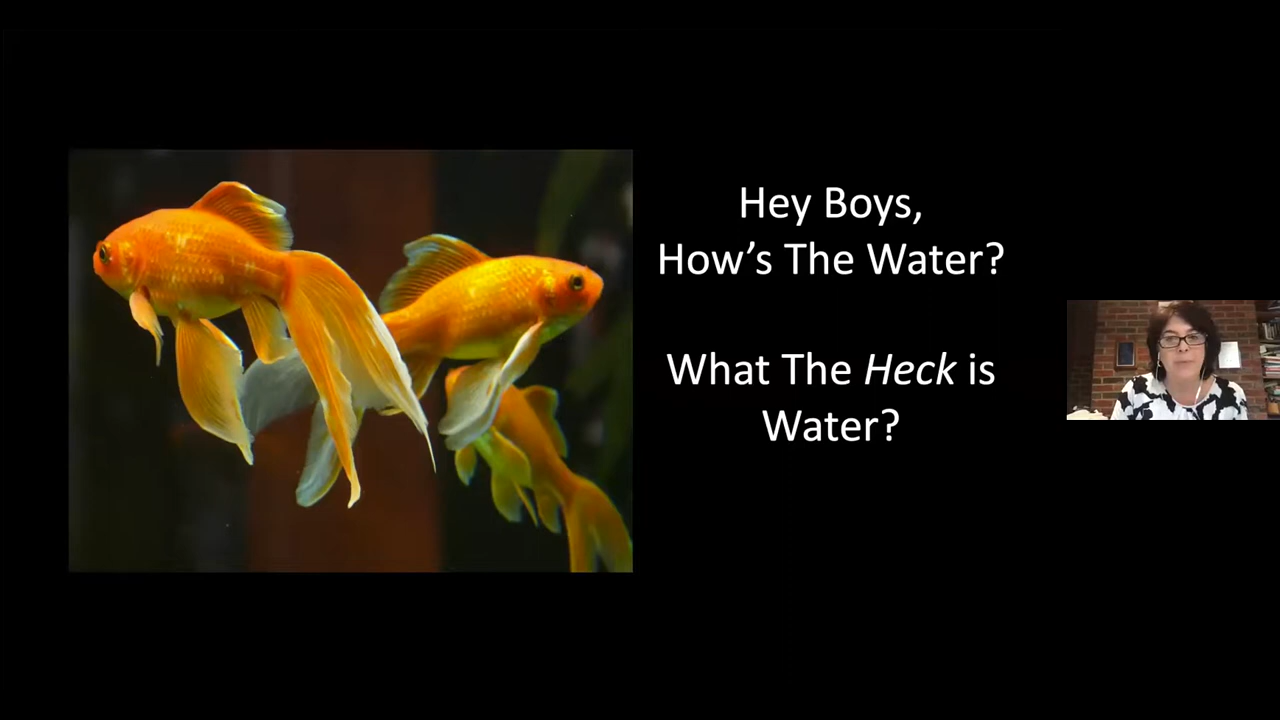 Hey Boys,
How’s The Water?
What The Heck is
Water?